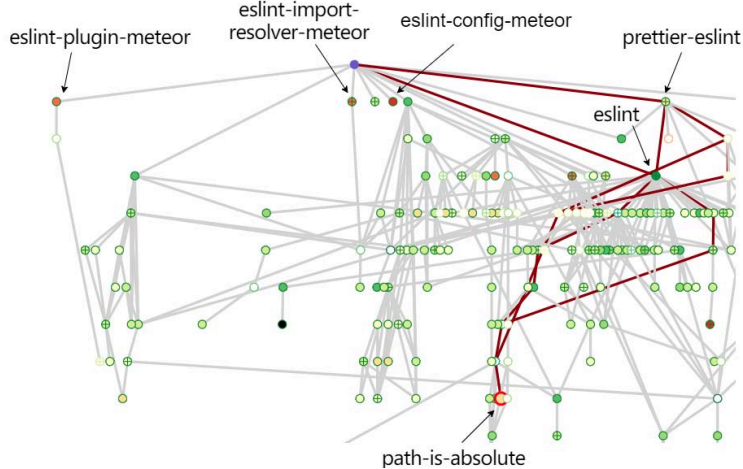 eslint-plugin-meteor
eslint-import-
resolver-meteor
eslint-config-meteor
prettier-eslint
eslint
path-is-absolute